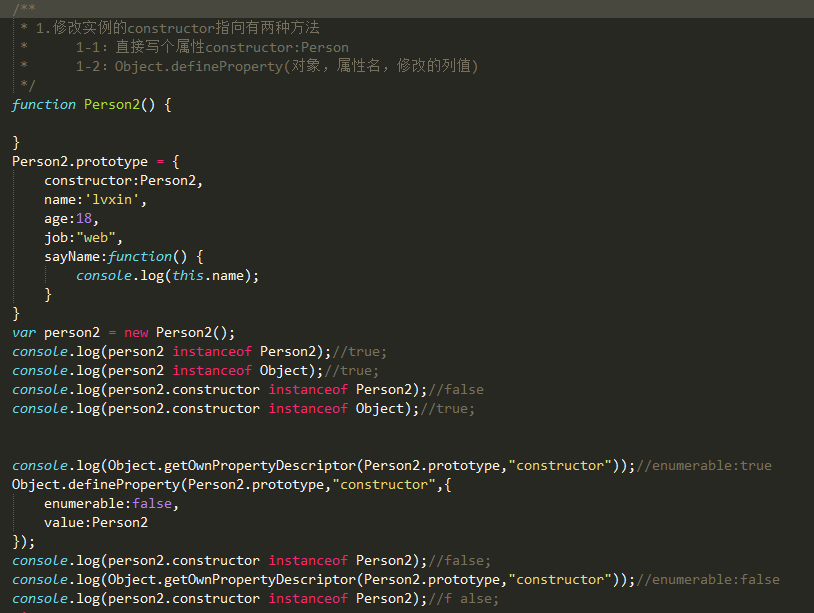 /**
 * 1.修改实例的constructor指向有两种方法
 *      1-1：直接写个属性constructor:Person
 *      1-2：Object.defineProperty(对象，属性名，修改的列值)
 */
function Person2() {

}
Person2.prototype = {
    constructor:Person2,
    name:'lvxin',
    age:18,
    job:"web",
    sayName:function() {
        console.log(this.name);
    }
}
var person2 = new Person2();
console.log(person2 instanceof Person2);//true;
console.log(person2 instanceof Object);//true;
console.log(person2.constructor instanceof Person2);//false
console.log(person2.constructor instanceof Object);//true;


console.log(Object.getOwnPropertyDescriptor(Person2.prototype,"constructor"));//enumerable:true
Object.defineProperty(Person2.prototype,"constructor",{
    enumerable:false,
    value:Person2
});
console.log(person2.constructor instanceof Person2);//false;
console.log(Object.getOwnPropertyDescriptor(Person2.prototype,"constructor"));//enumerable:false
console.log(person2.constructor instanceof Person2);//f alse;